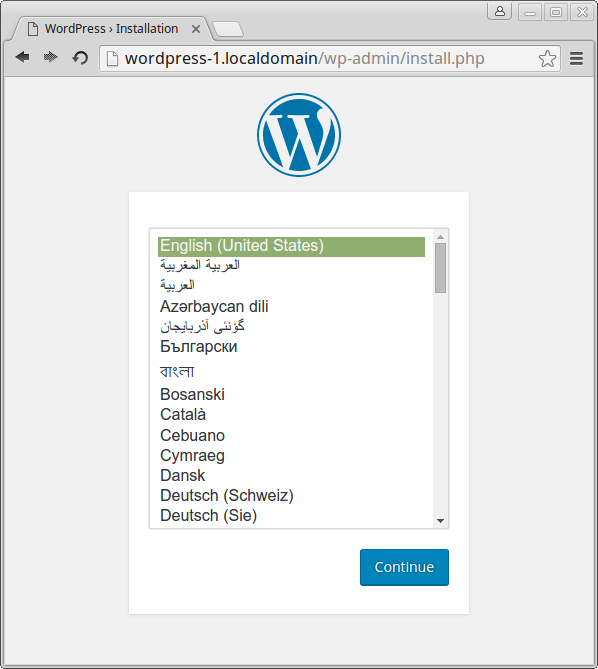 WordPress › Installation
wordpress-1.localdomain/wp-admin/install.php
English (United States)
العربية المغربية
العربية
Azərbaycan dili
گؤنئی آذربایجان
Български
বাংলা
Bosanski
Català
Cebuano
Cymraeg
Dansk
Deutsch (Schweiz)
Deutsch (Sie)
Continue